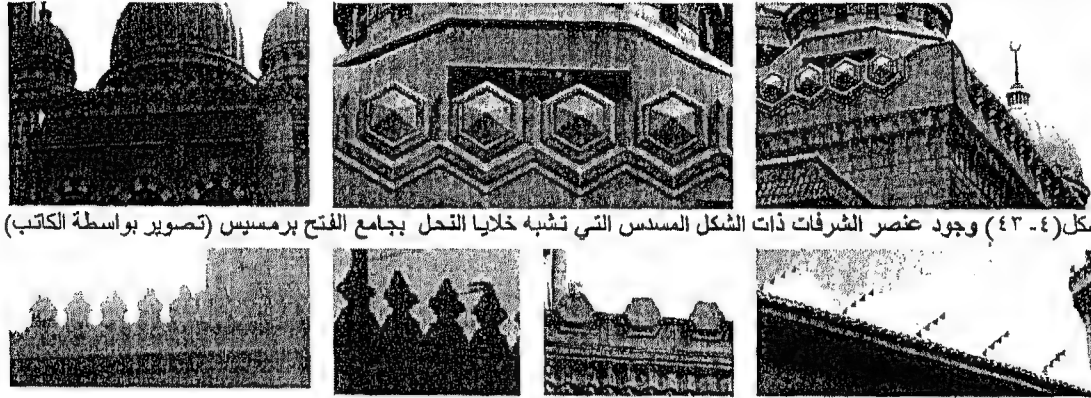 كل(٤-٤٣) وجود عنصر الشرفات ذات الشكل المسدس التي تشبه خلايا النحل بجامع الفتح برمسيس (تصوير بواسطة الكاتب)